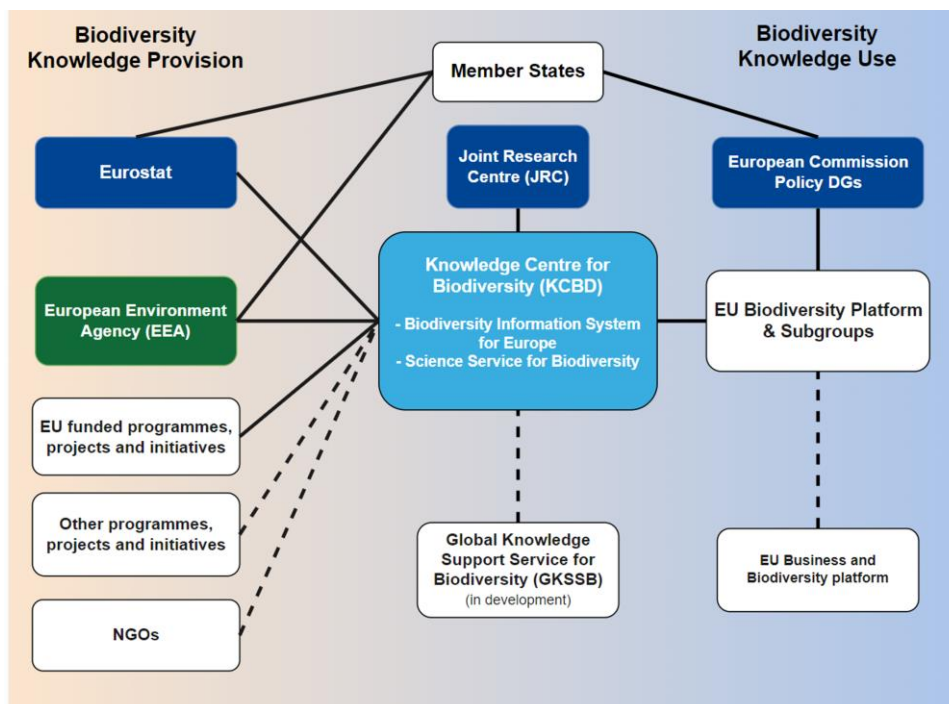 Biodiversity
Knowledge Provision
Biodiversity
Knowledge Use
Member States
Eurostat
Joint Research
Centre (JRC)
European Commission
Policy DGs
European Environment
Agency (EEA)
Knowledge Centre for
Biodiversity (KCBD)
- Biodiversity Information System
for Europe
- Science Service for Biodiversity
EU Biodiversity Platform
& Subgroups
EU funded programmes,
projects and initiatives
Other programmes,
projects and initiatives
Global Knowledge
Support Service for
Biodiversity (GKSSB)
(in development)
EU Business and
Biodiversity platform
NGOs